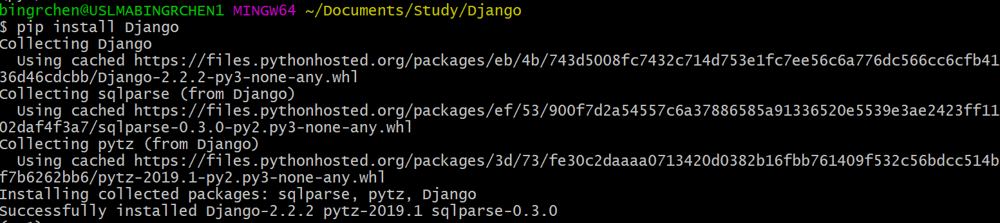 bingrchen@USLMABINGRCHEN1 MINGW64 ~/Documents/Study/Django
$ pip install Django
Collecting Django
  Using cached https://files.pythonhosted.org/packages/eb/4b/743d5008fc7432c714d753e1fc7ee56c6a776dc566cc6cfb41
36d46cdcbb/Django-2.2.2-py3-none-any.whl
Collecting sqlparse (from Django)
  Using cached https://files.pythonhosted.org/packages/ef/53/900f7d2a54557c6a37886585a91336520e5539e3ae2423ff11
02daf4f3a7/sqlparse-0.3.0-py2.py3-none-any.whl
Collecting pytz (from Django)
  Using cached https://files.pythonhosted.org/packages/3d/73/fe30c2daaaa0713420d0382b16fbb761409f532c56bdcc514b
f7b6262bb6/pytz-2019.1-py2.py3-none-any.whl
Installing collected packages: sqlparse, pytz, Django
Successfully installed Django-2.2.2 pytz-2019.1 sqlparse-0.3.0